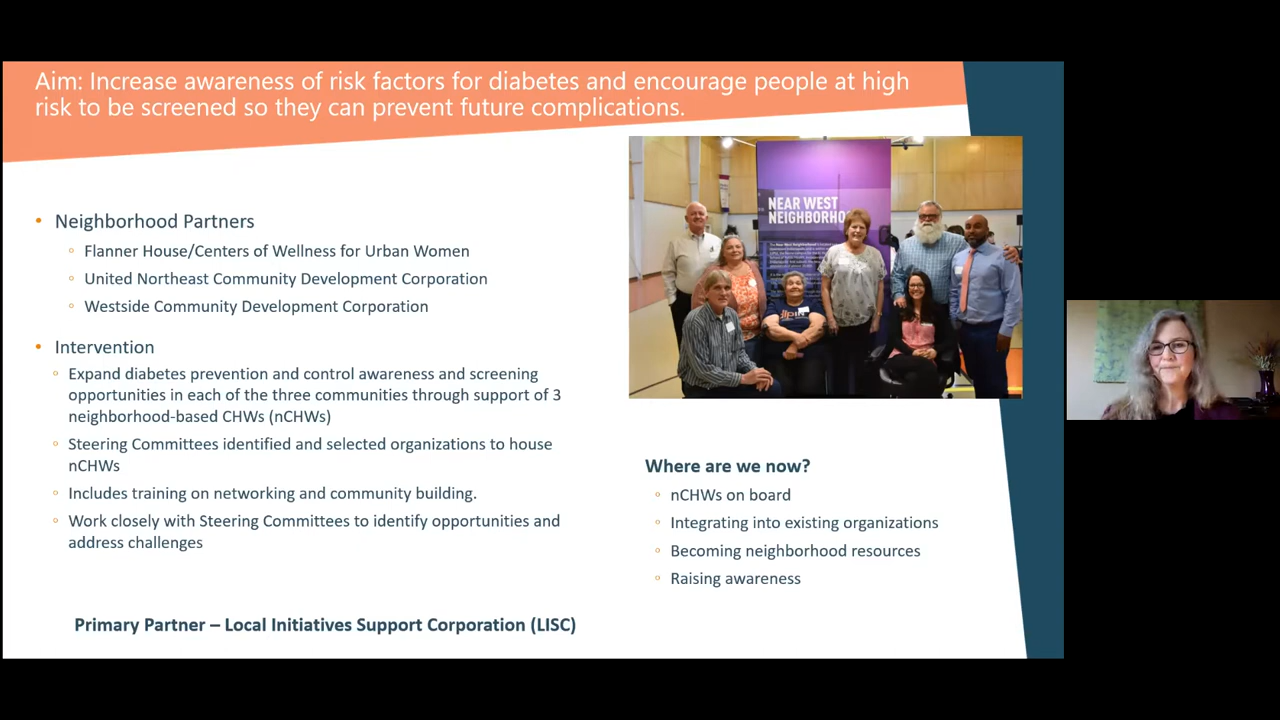 Aim: Increase awareness of risk factors for diabetes and encourage people at high
risk to be screened so they can prevent future complications.
• Neighborhood Partners
◦ Flanner House/Centers of Wellness for Urban Women
◦ United Northeast Community Development Corporation
◦ Westside Community Development Corporation
• Intervention
◦ Expand diabetes prevention and control awareness and screening
opportunities in each of the three communities through support of 3
neighborhood-based CHWs (nCHWs)
◦ Steering Committees identified and selected organizations to house
nCHWs
◦ Includes training on networking and community building.
◦ Work closely with Steering Committees to identify opportunities and
address challenges
Primary Partner – Local Initiatives Support Corporation (LISC)
NEAR WEST
NEIGHBORHO
Where are we now?
◦ nCHWs on board
◦ Integrating into existing organizations
◦ Becoming neighborhood resources
◦ Raising awareness